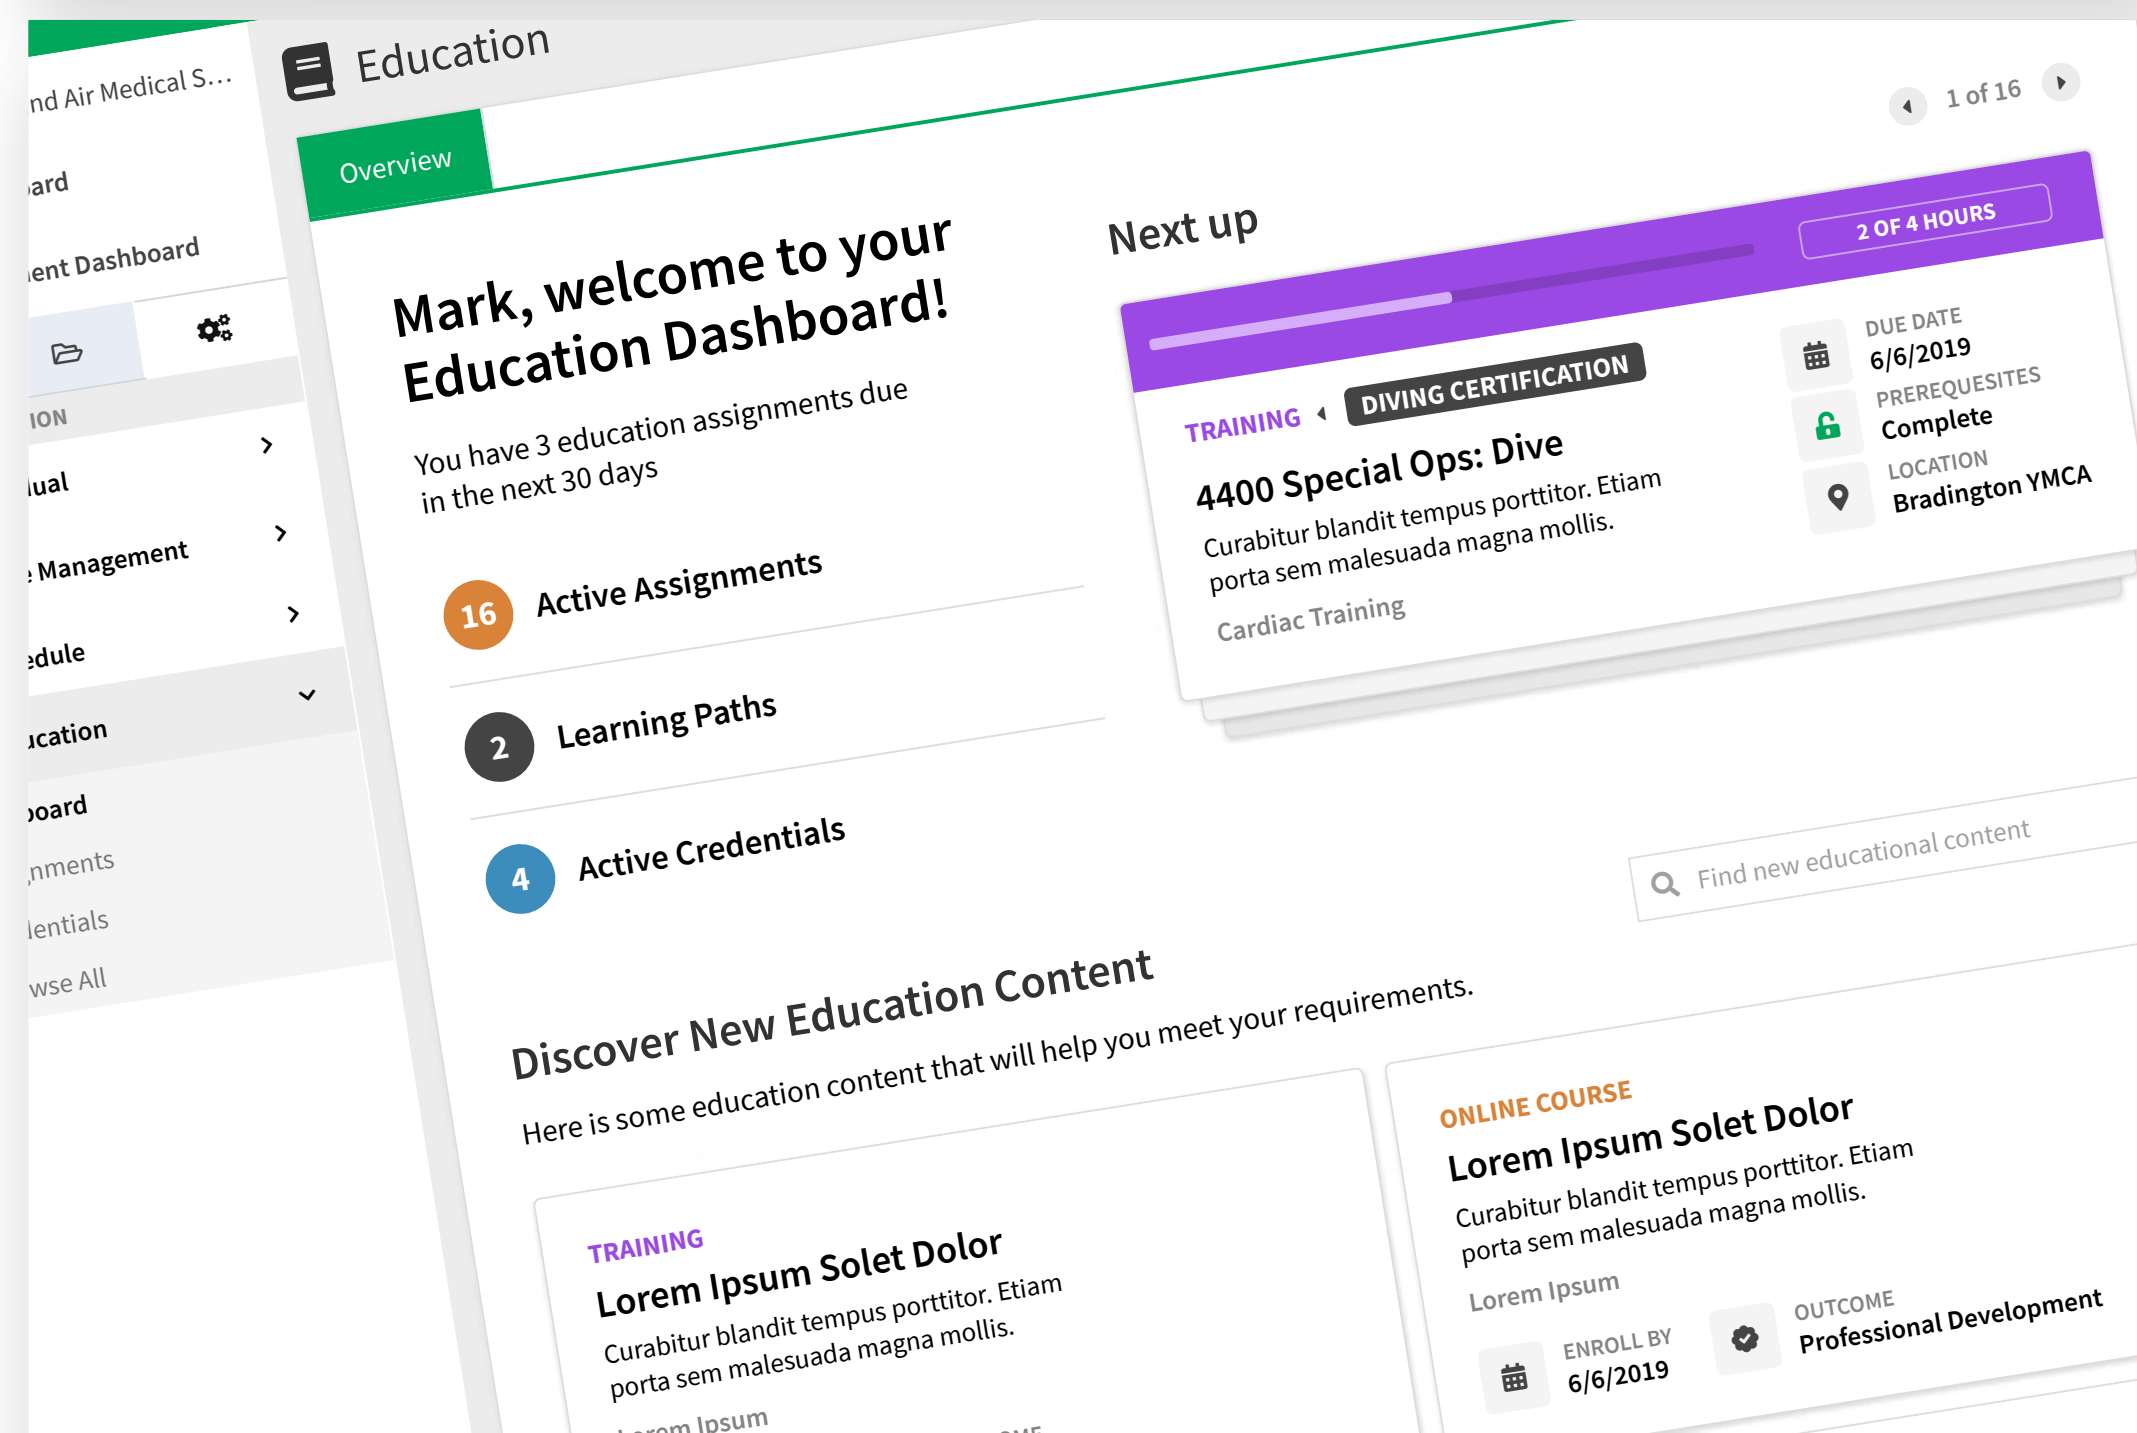 nd Air Medical S...
ard
ent Dashboard
ION
ual
e Management
edule
ucation
board
nments
dentials
wse All
Education
Overview
Mark, welcome to your
Education Dashboard!
You have 3 education assignments due
in the next 30 days
16 Active Assignments
2 Learning Paths
4 Active Credentials
Next up
1 of 16
2 OF 4 HOURS
TRAINING
DIVING CERTIFICATION
4400 Special Ops: Dive
Curabitur blandit tempus porttitor. Etiam
porta sem malesuada magna mollis.
Cardiac Training
DUE DATE
6/6/2019
PREREQUESITES
Complete
LOCATION
Bradington YMCA
Find new educational content
Discover New Education Content
Here is some education content that will help you meet your requirements.
TRAINING
Lorem Ipsum Solet Dolor
Curabitur blandit tempus porttitor. Etiam
porta sem malesuada magna mollis.
Lorem Ipsum
OME
ONLINE COURSE
Lorem Ipsum Solet Dolor
Curabitur blandit tempus porttitor. Etiam
porta sem malesuada magna mollis.
Lorem Ipsum
ENROLL BY
6/6/2019
OUTCOME
Professional Development